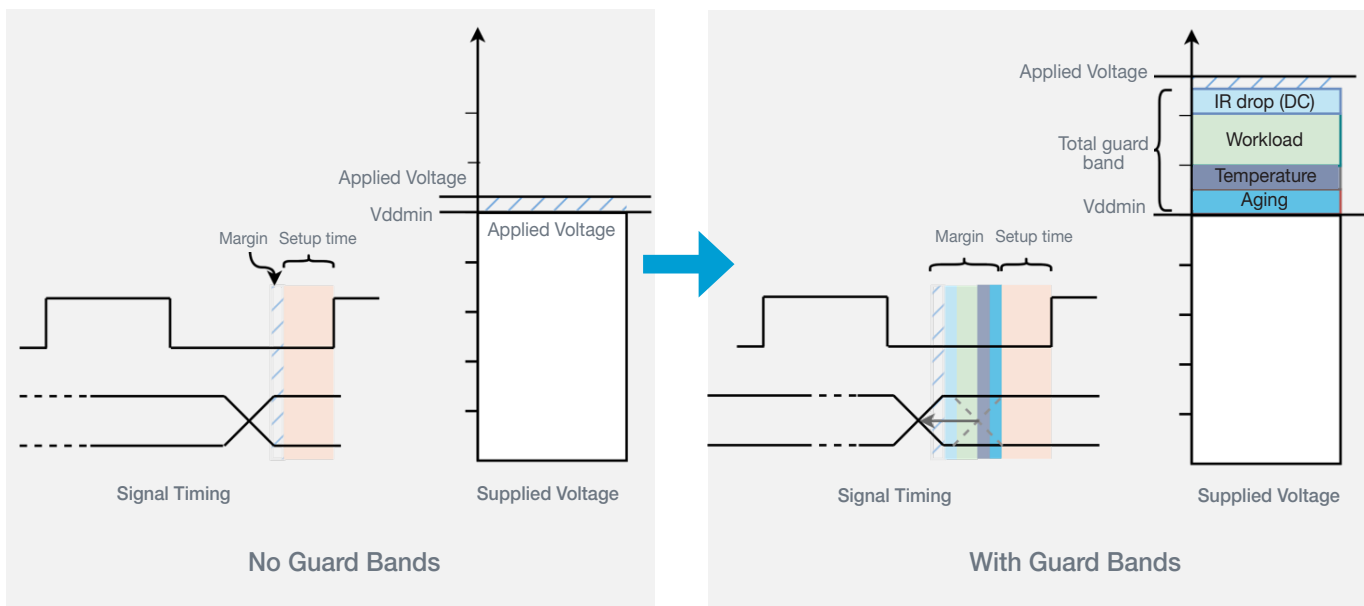 Applied Voltage
Vddmin
Applied Voltage
Margin
Setup time
Signal Timing
Supplied Voltage
No Guard Bands
Applied Voltage
IR drop (DC)
Total guard
band
Workload
Temperature
Vddmin
Aging
Margin
Setup time
Signal Timing
Supplied Voltage
With Guard Bands